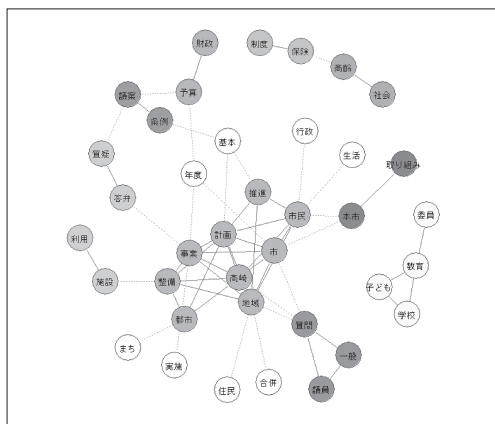 財政
制度
保険
高齢
社会
議案
予算
条例
基本
行政
生活
取り組み
質疑
年度
答弁
推進
市民
本市
委員
利用
計画
事業
市
教育
施設
整備
高崎
子ども
地域
学校
都市
質問
まち
一般
実施
住民
合併
議員